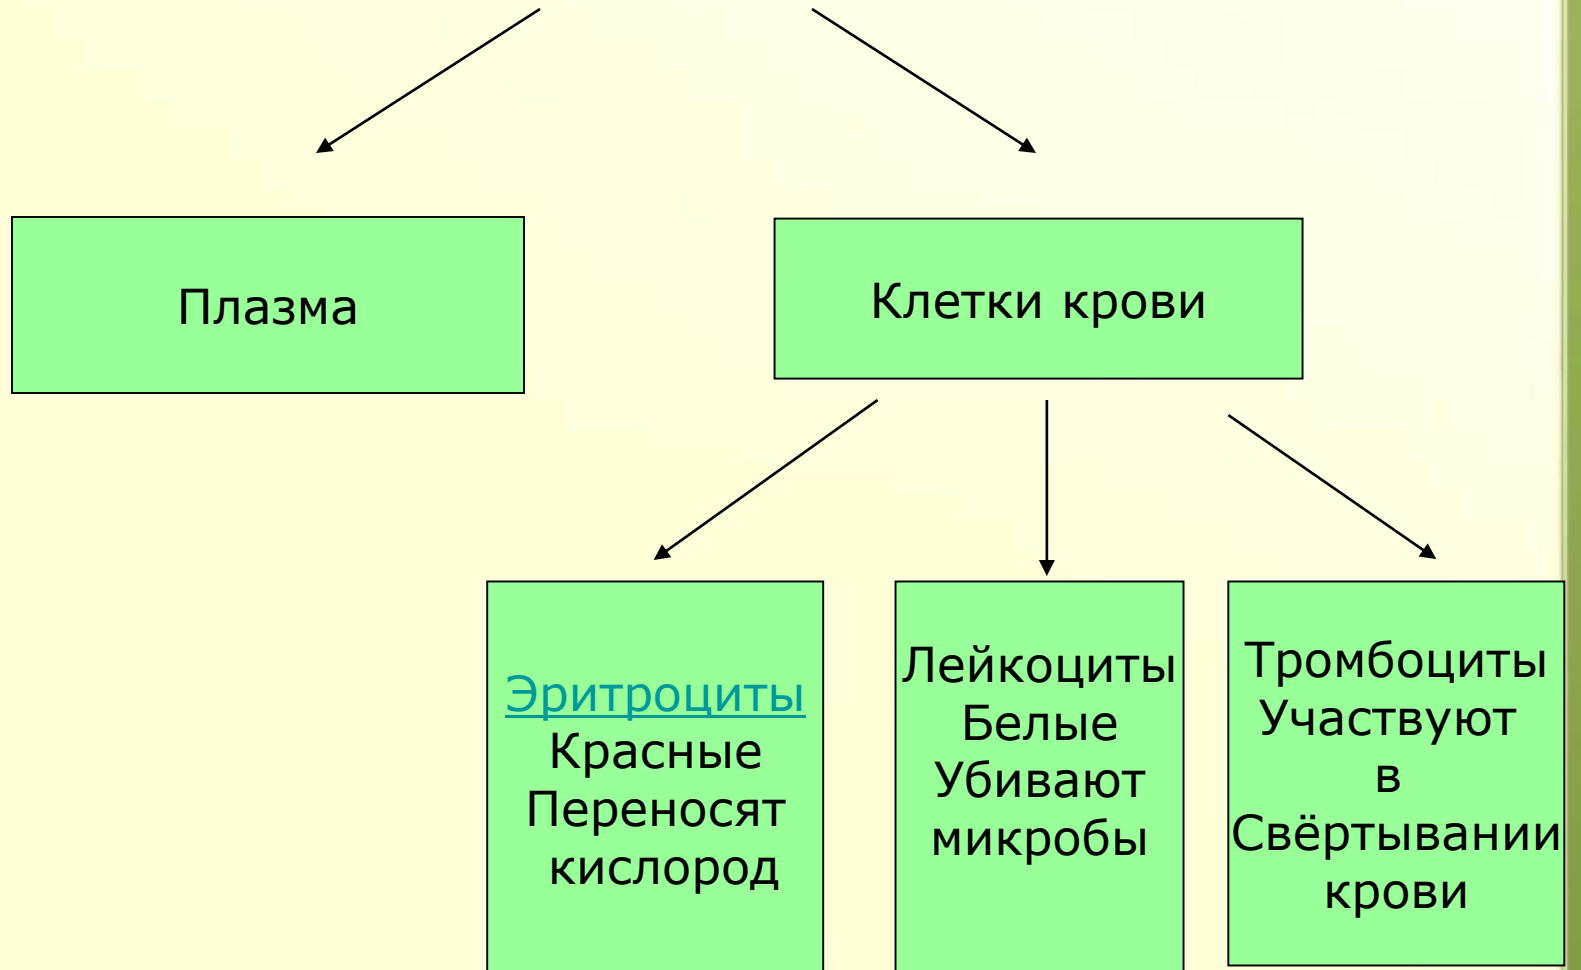 Плазма
Клетки крови
Эритроциты
Красные
Переносят
кислород
Лейкоциты
Белые
Убивают
микробы
Тромбоциты
Участвуют
в
Свёртывании
крови